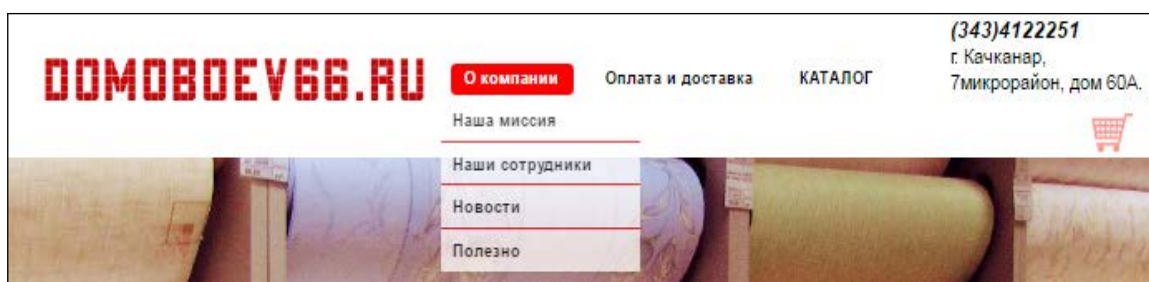 DOMOBOEV66.RU
О компании
Оплата и доставка
КАТАЛОГ
(343)4122251
г. Качканар,
7микрорайон, дом 60А.
Наша миссия
Наши сотрудники
Новости
Полезно